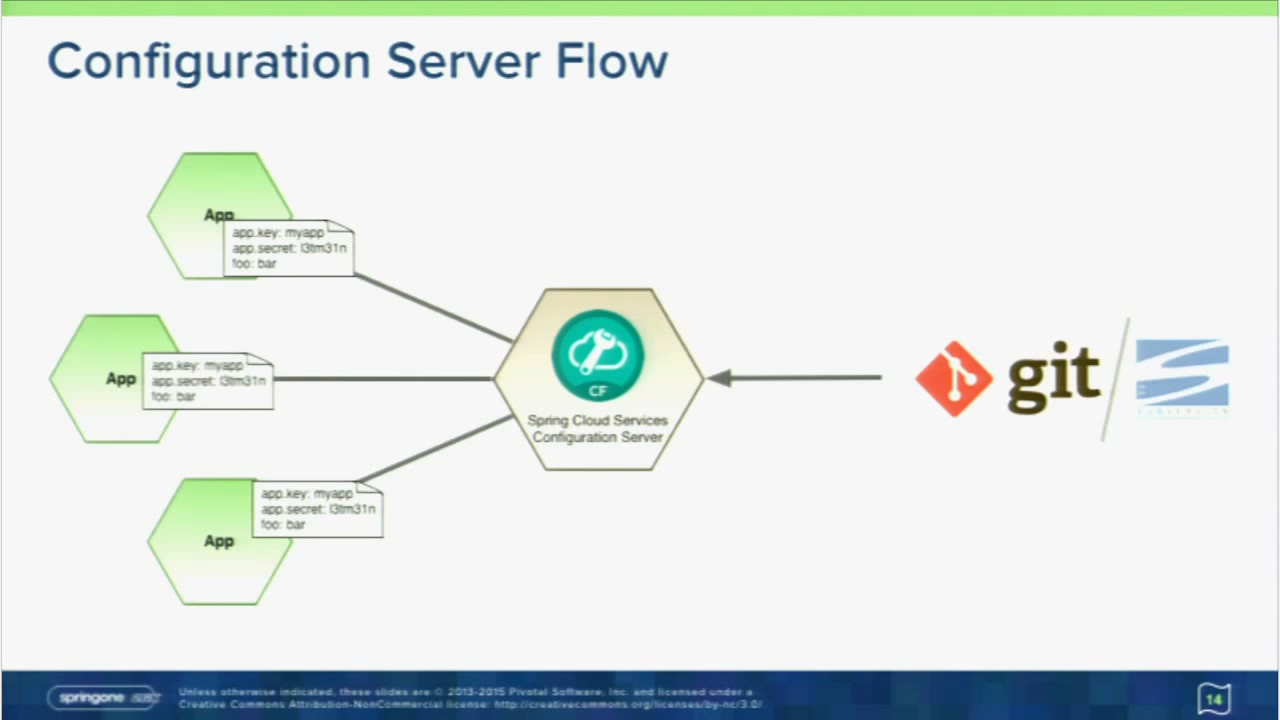 Configuration Server Flow
App
app.key: myapp
app.secret: l3tm31n
foo: bar
App
app.key: myapp
app.secret: l3tm31n
foo: bar
App
app.key: myapp
app.secret: l3tm31n
foo: bar
CF
Spring Cloud Services
Configuration Server
git
springone
Unless otherwise indicated, these slides are © 2013-2015 Pivotal Software, Inc. and licensed under a
Creative Commons Attribution-NonCommercial license: http://creativecommons.org/licenses/by-nc/3.0/
14